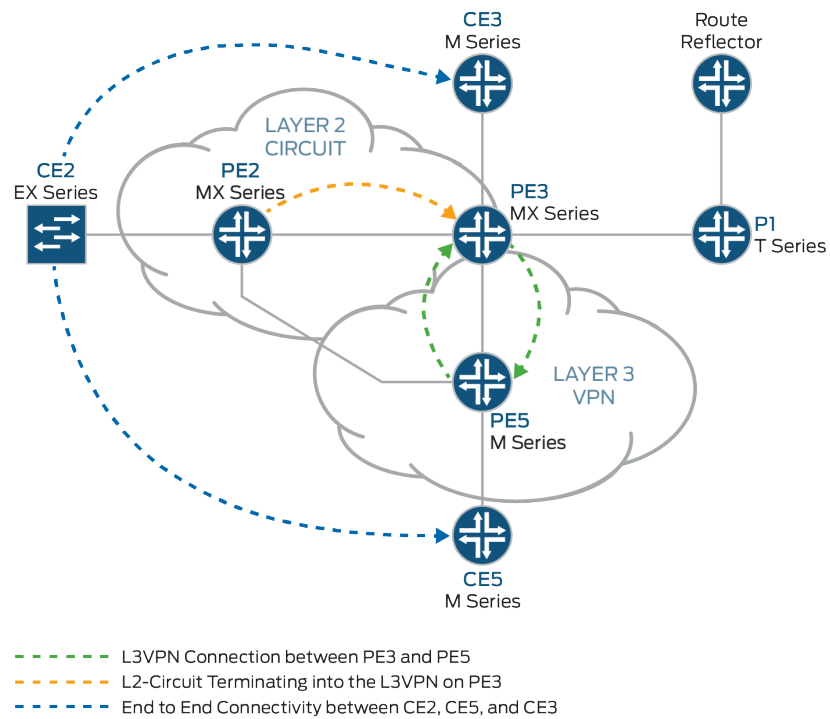 CE3
M Series
Route
Reflector
LAYER 2
CIRCUIT
CE2
EX Series
PE2
MX Series
PE3
MX Series
P1
T Series
LAYER 3
VPN
PE5
M Series
CE5
M Series
L3VPN Connection between PE3 and PE5
L2-Circuit Terminating into the L3VPN on PE3
End to End Connectivity between CE2, CE5, and CE3